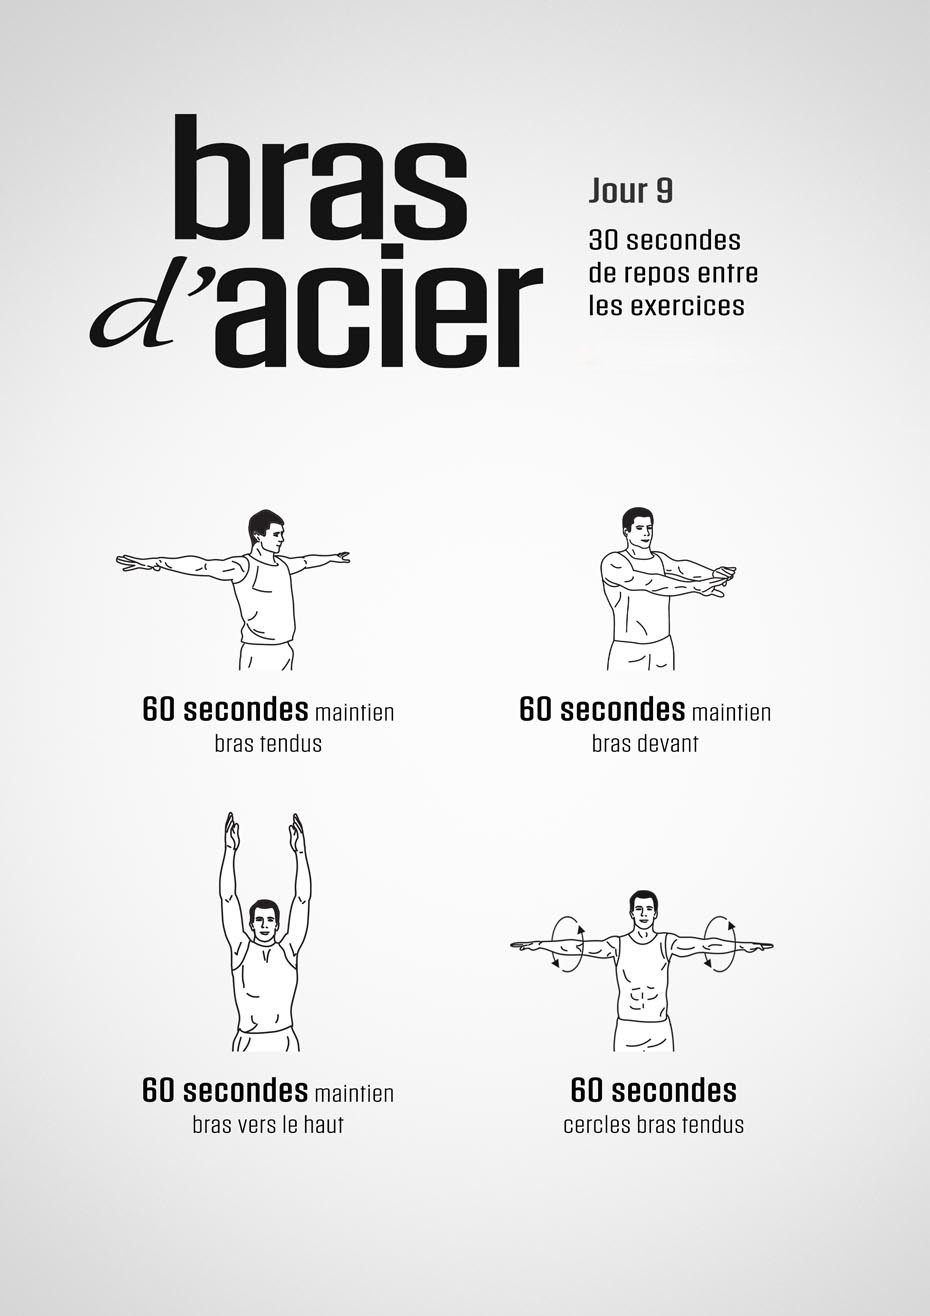 bras
d'acier
Jour 9
30 secondes
de repos entre
les exercices
60 secondes maintien
bras tendus
60 secondes maintien
bras devant
60 secondes maintien
bras vers le haut
60 secondes
cercles bras tendus